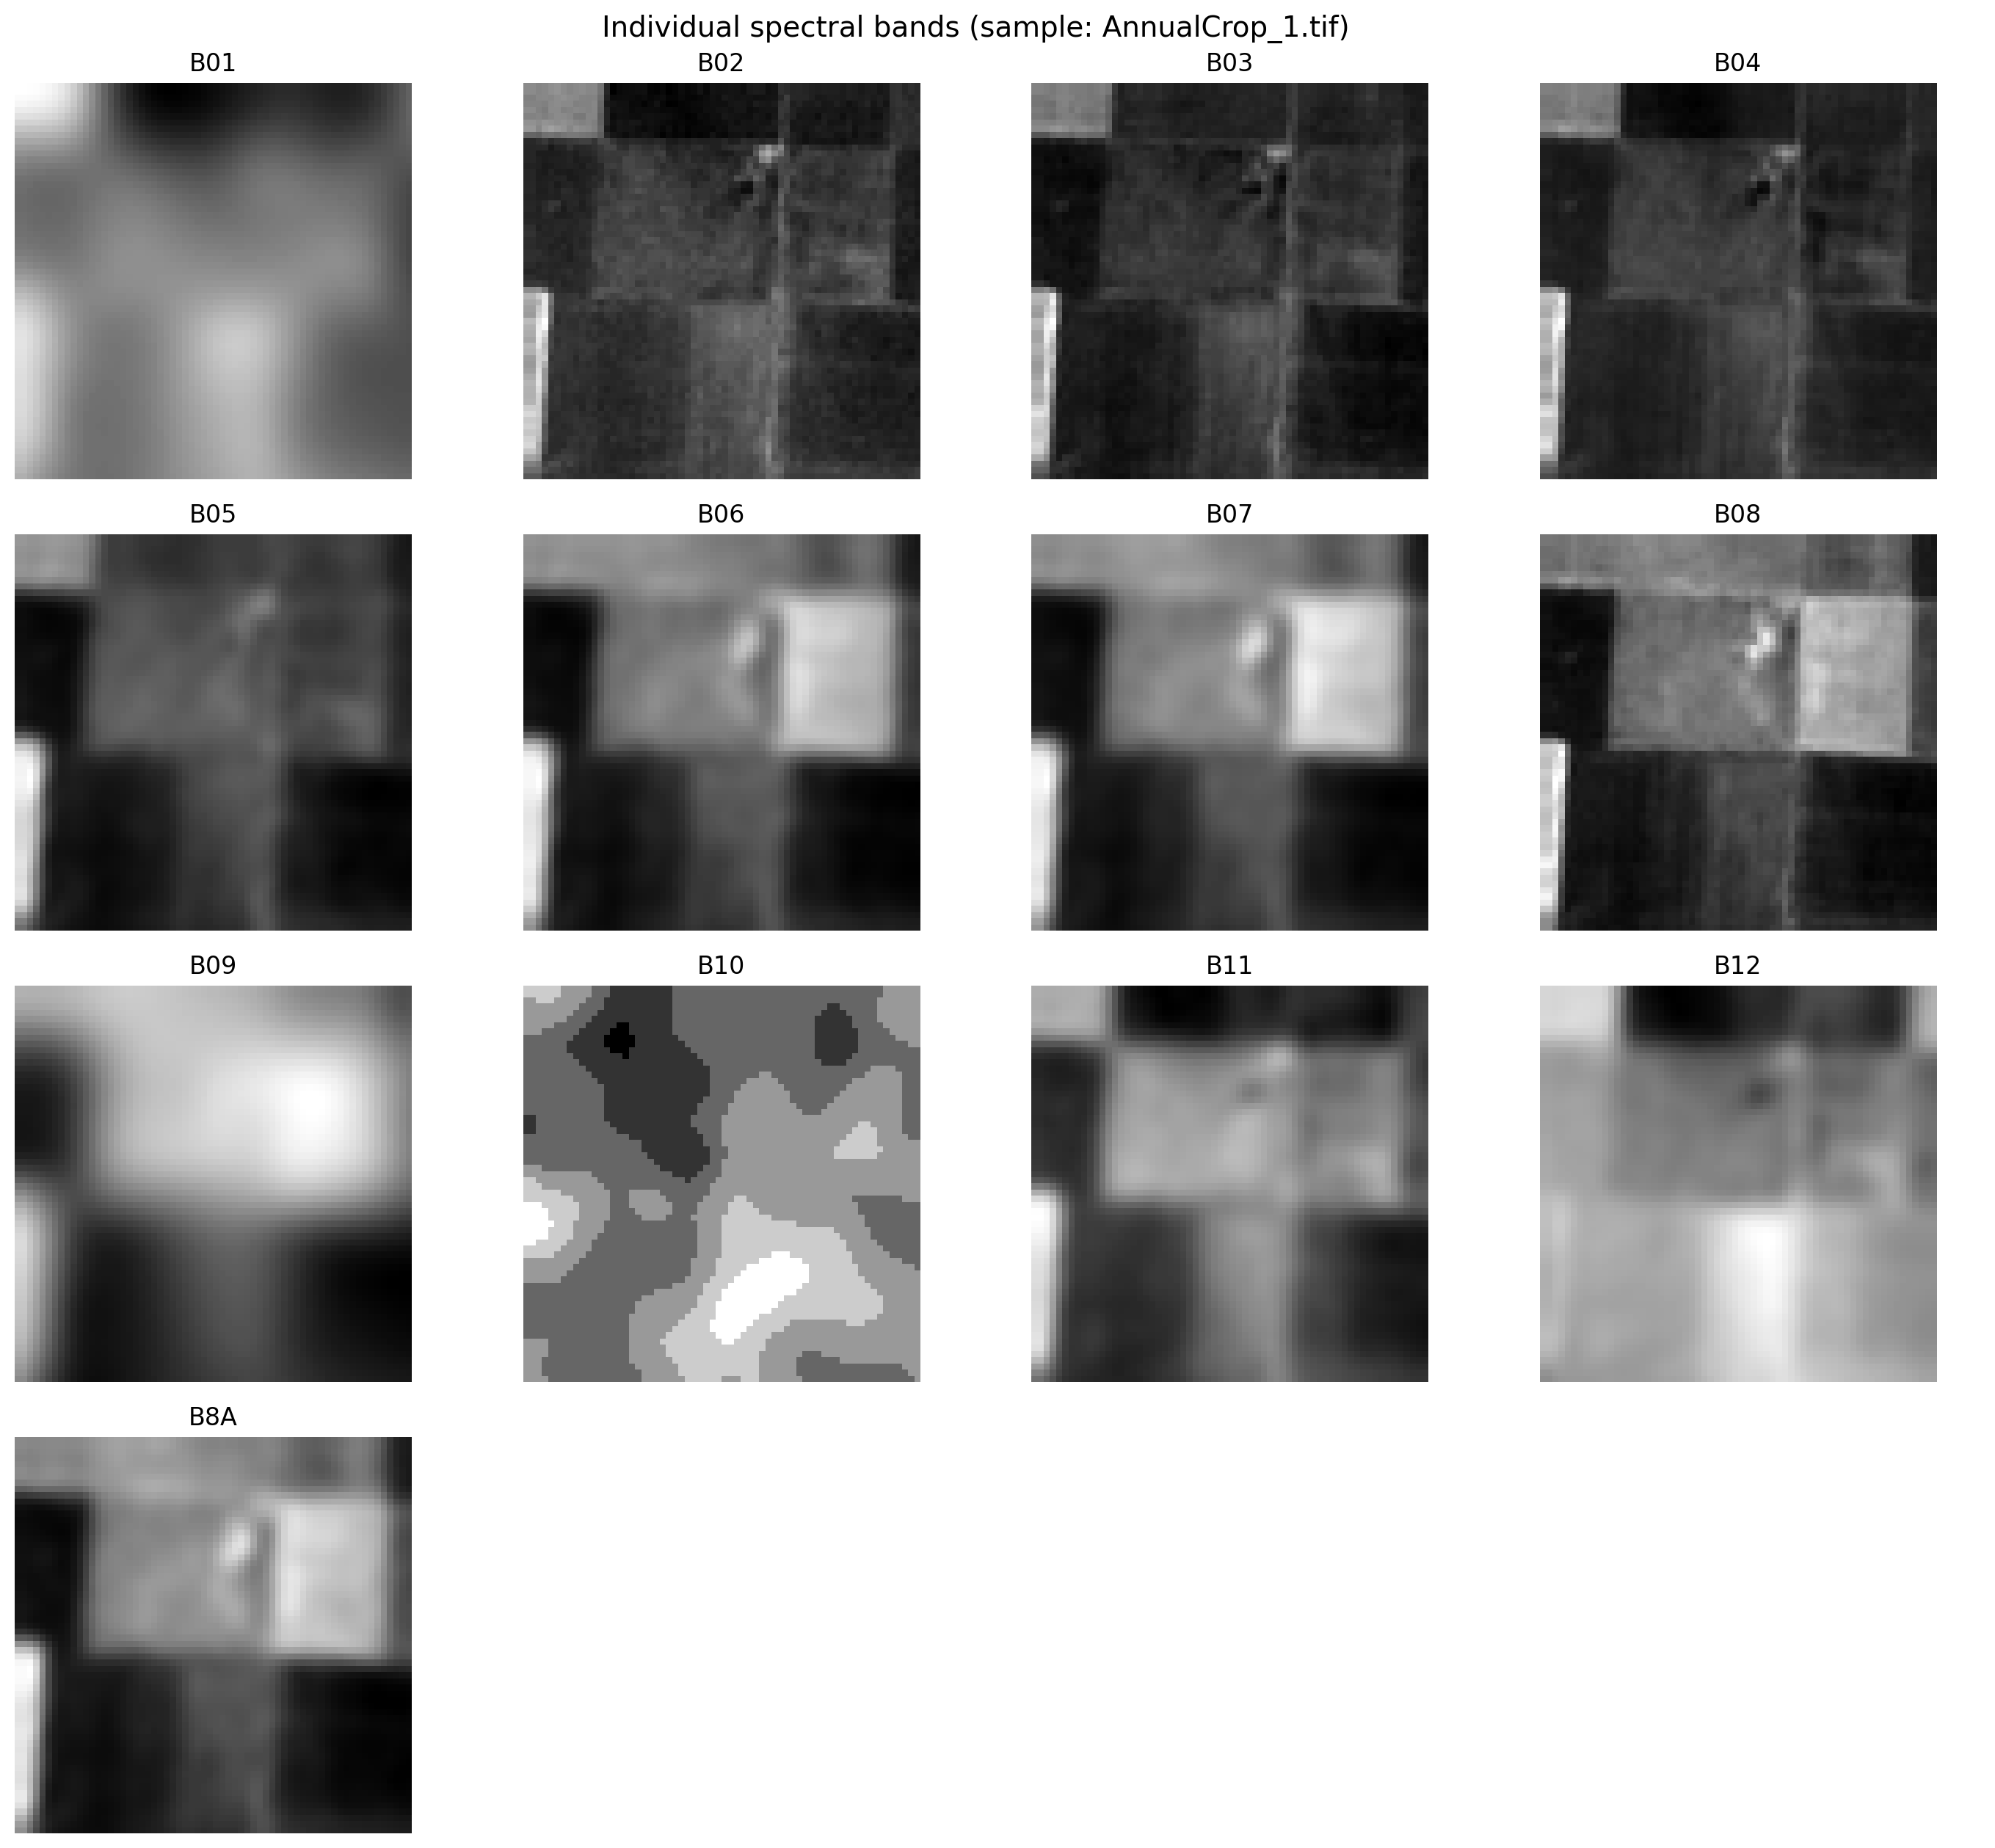 Individual spectral bands (sample: AnnualCrop_1.tif)
B01
B02
B03
B04
B05
B06
B07
B08
B09
B10
B11
B12
B8A